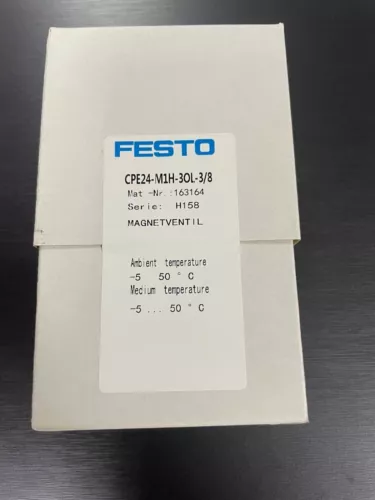 FESTO
CPE24-M1H-3OL-3/8
Mat -Nr.:163164
Serie: H158
MAGNETVENTIL
Ambient temperature
-5 50 ° C
Medium temperature
-5 ... 50 ° C